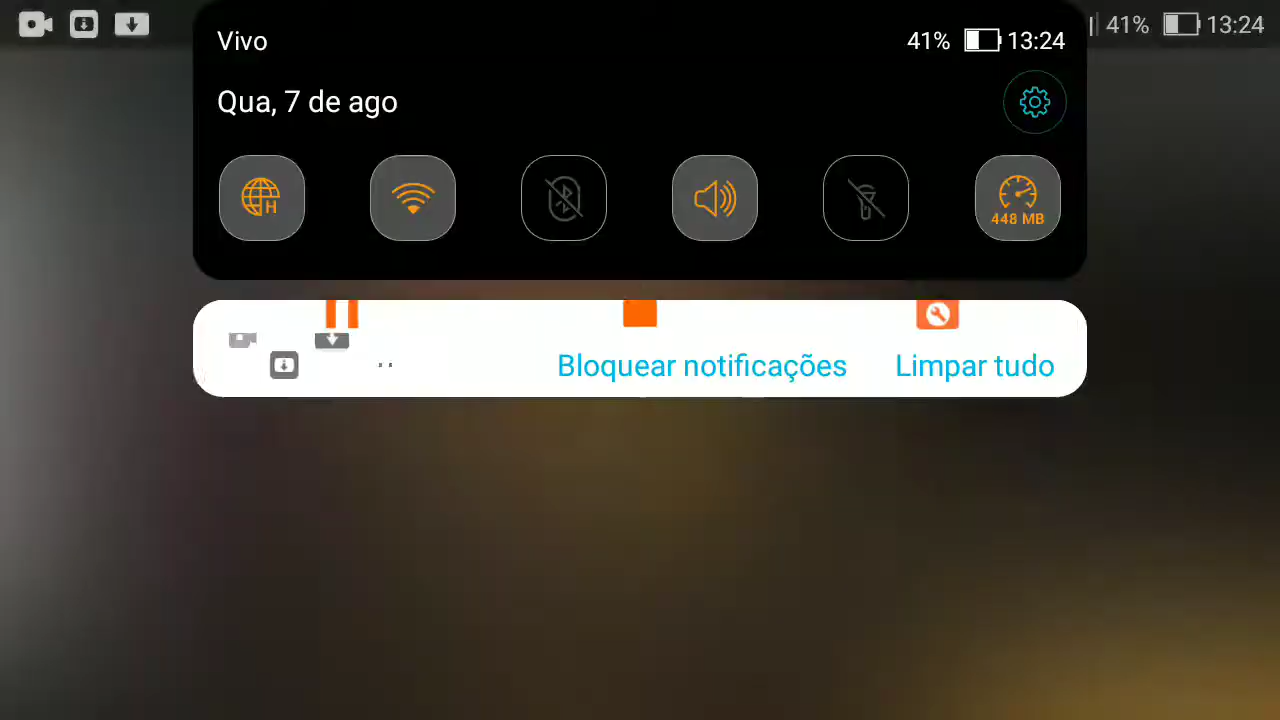 41% 13:24
Vivo 41% 13:24
Qua, 7 de ago
H
448 MB
Bloquear notificações Limpar tudo